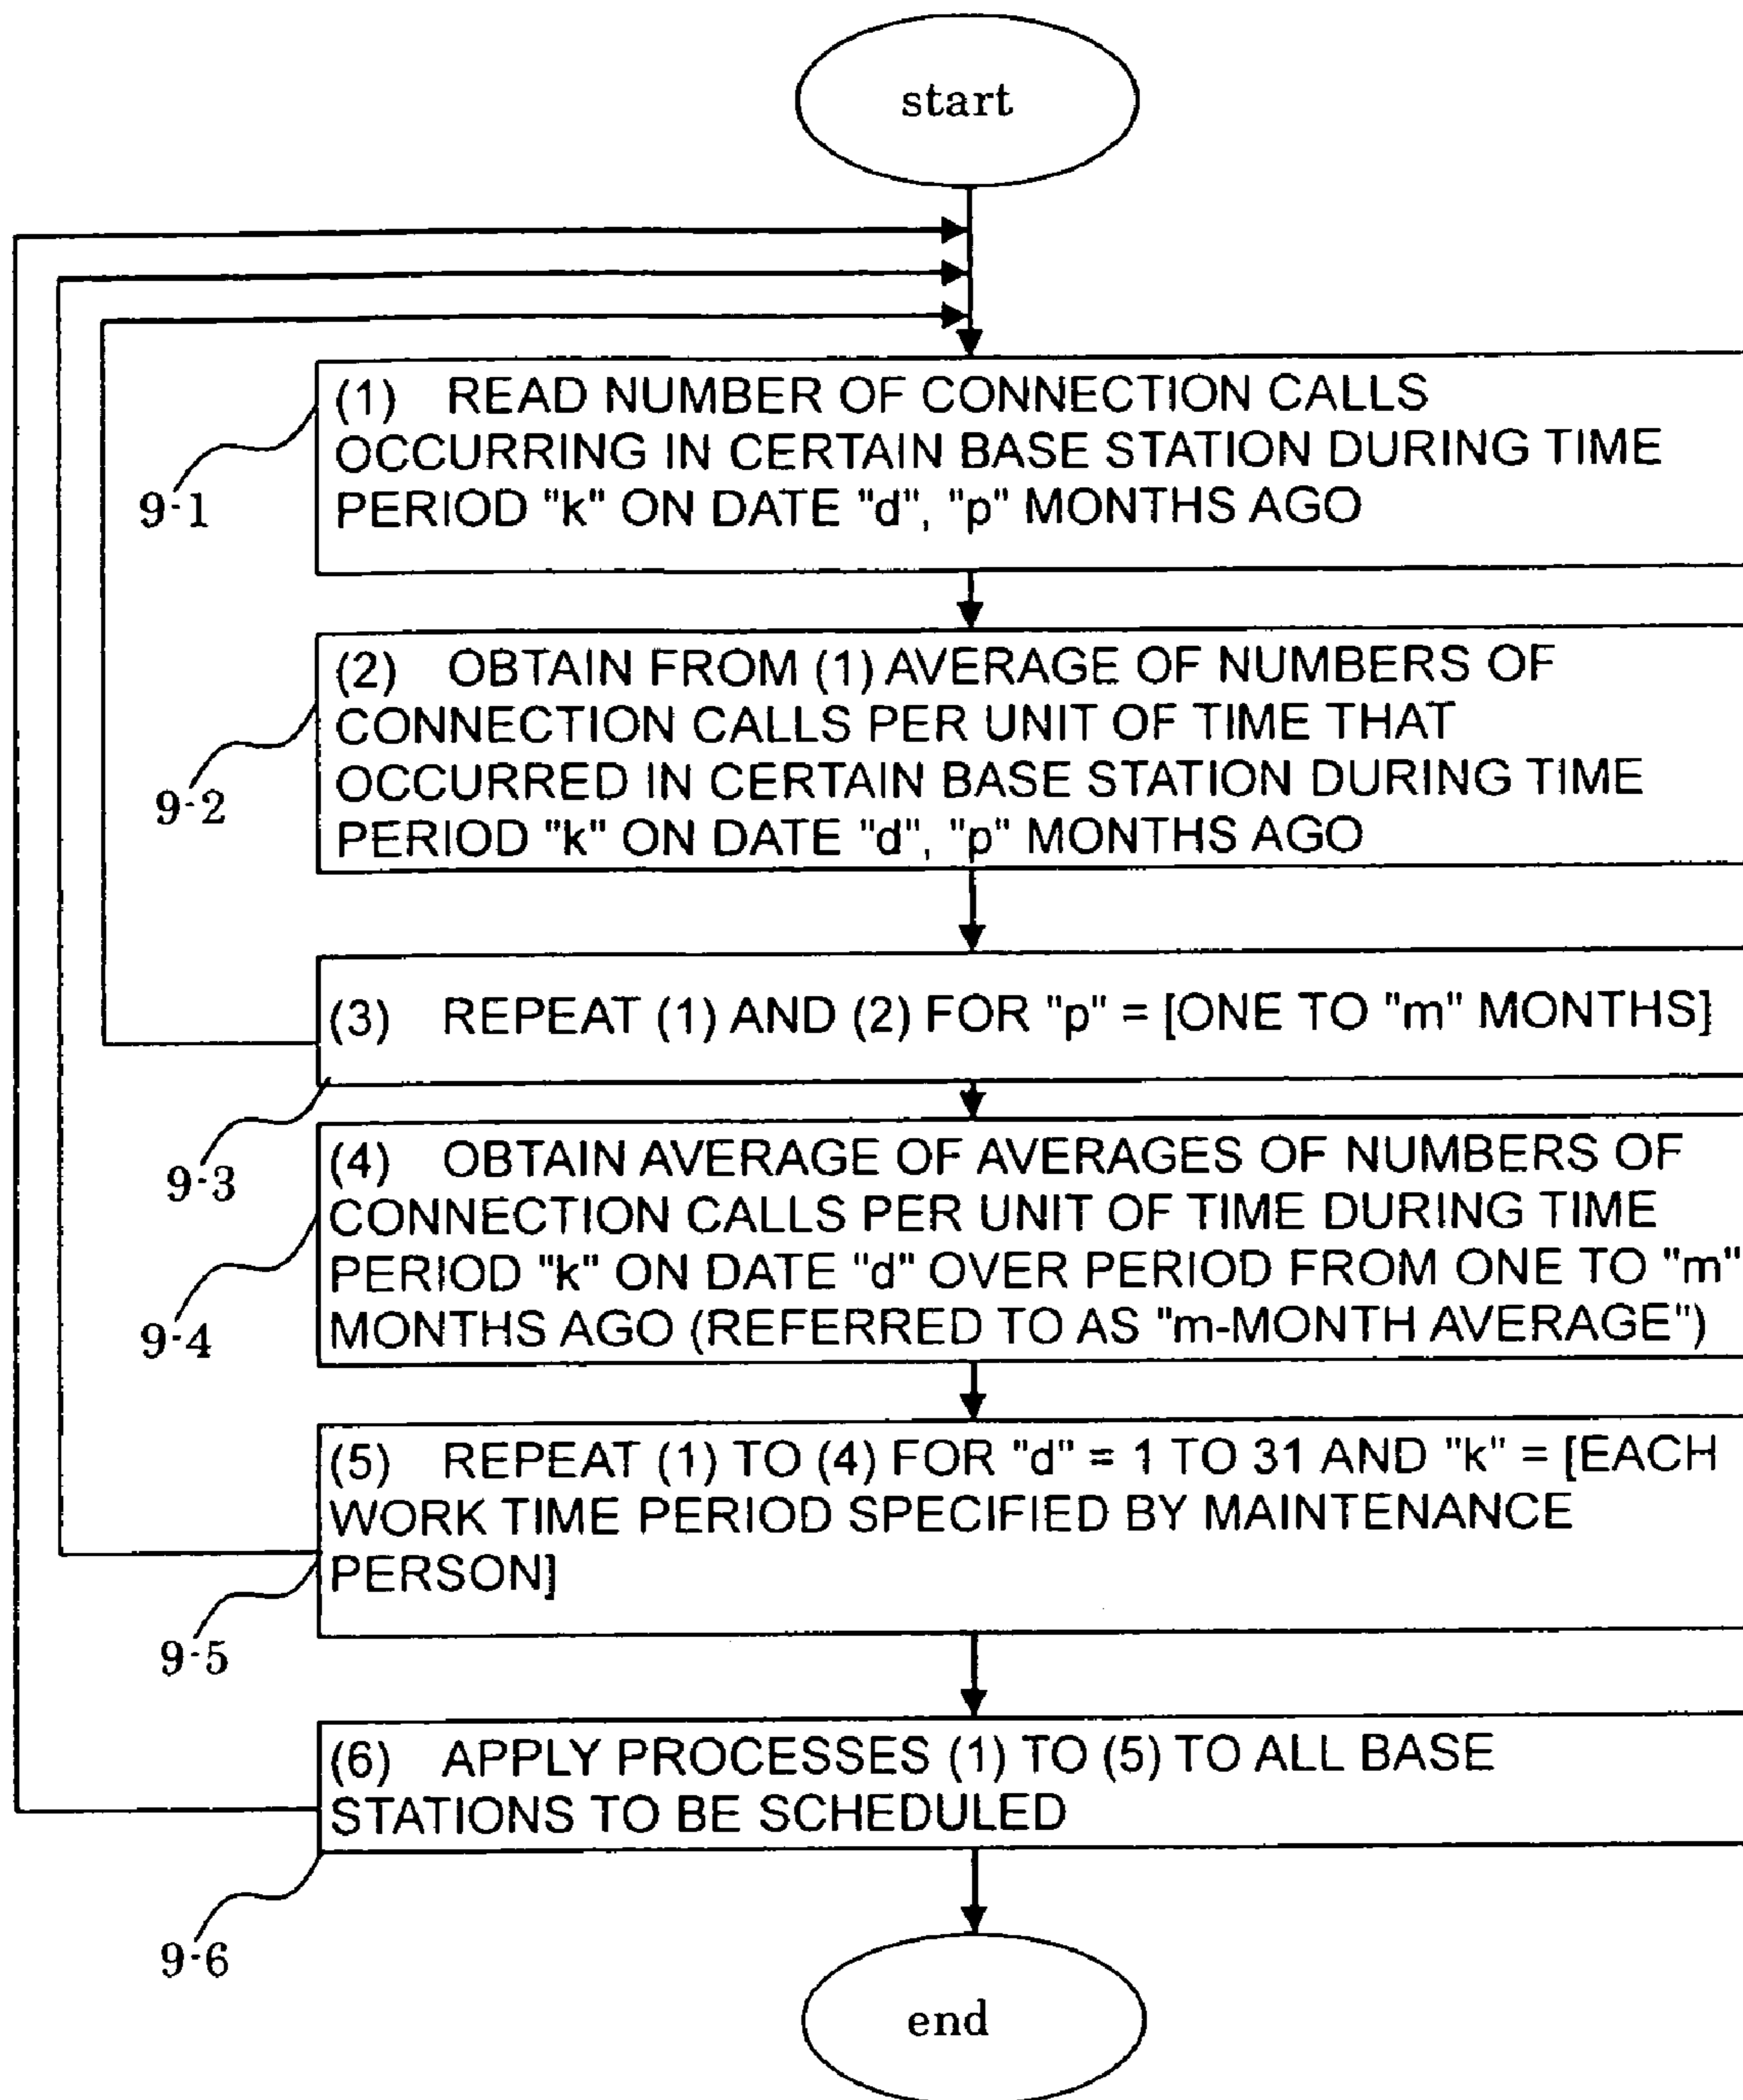 start
(1) READ NUMBER OF CONNECTION CALLS
OCCURRING IN CERTAIN BASE STATION DURING TIME
PERIOD "k" ON DATE "d", "p" MONTHS AGO
9-1
(2) OBTAIN FROM (1) AVERAGE OF NUMBERS OF
CONNECTION CALLS PER UNIT OF TIME THAT
OCCURRED IN CERTAIN BASE STATION DURING TIME
PERIOD "k" ON DATE "d", "p" MONTHS AGO
9-2
(3) REPEAT (1) AND (2) FOR "p" = [ONE TO "m" MONTHS]
9-3
(4) OBTAIN AVERAGE OF AVERAGES OF NUMBERS OF
CONNECTION CALLS PER UNIT OF TIME DURING TIME
PERIOD "k" ON DATE "d" OVER PERIOD FROM ONE TO "m"
MONTHS AGO (REFERRED TO AS "m-MONTH AVERAGE")
9-4
(5) REPEAT (1) TO (4) FOR "d" = 1 TO 31 AND "k" = [EACH
WORK TIME PERIOD SPECIFIED BY MAINTENANCE
PERSON]
9-5
(6) APPLY PROCESSES (1) TO (5) TO ALL BASE
STATIONS TO BE SCHEDULED
9-6
end